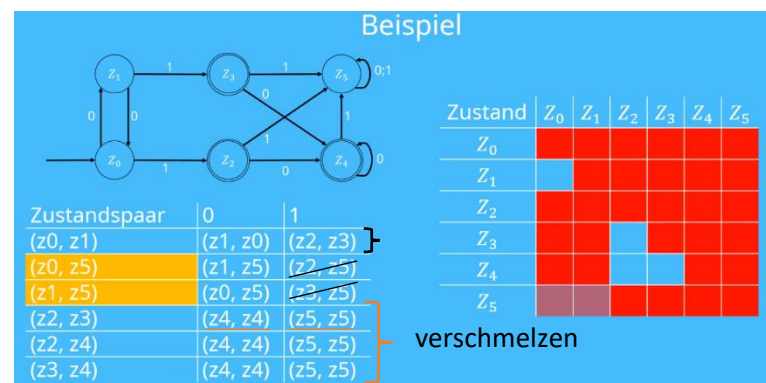 Beispiel
Z₁ 1 Z₃ 1 Z₅ 0;1
0 0 0 1 1
Z₀ 1 Z₂ 0 Z₄ 0
Zustandspaar 0 1
(z0, z1) (z1, z0) (z2, z3)
(z0, z5) (z1, z5) (z2, z5)
(z1, z5) (z0, z5) (z3, z5)
(z2, z3) (z4, z4) (z5, z5)
(z2, z4) (z4, z4) (z5, z5)
(z3, z4) (z4, z4) (z5, z5)
verschmelzen
Zustand Z₀ Z₁ Z₂ Z₃ Z₄ Z₅
Z₀
Z₁
Z₂
Z₃
Z₄
Z₅